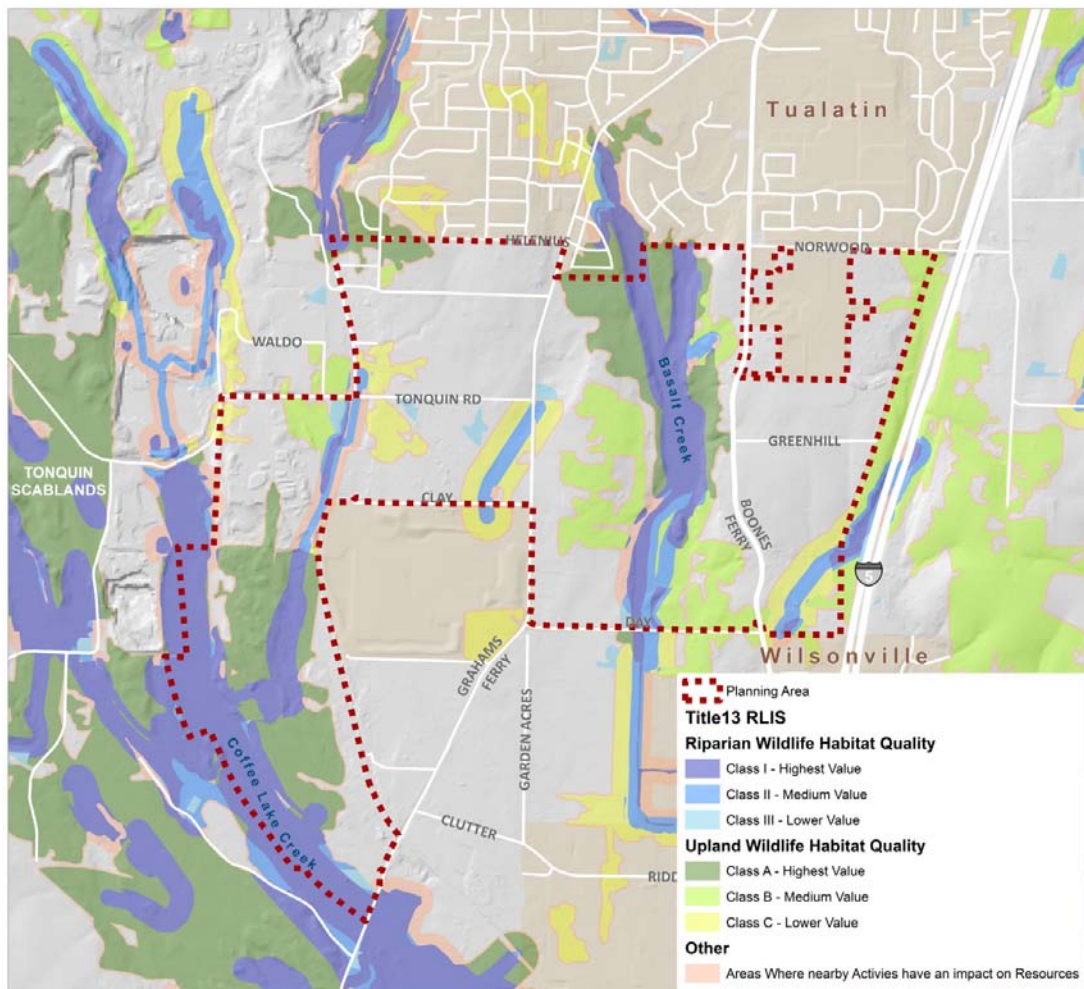 Tualatin
HELENIUS
NORWOOD
WALDO
Basalt Creek
TONQUIN RD
GREENHILL
TONQUIN
SCABLANDS
CLAY
BOONES
FERRY
5
DAY
Wilsonville
GRAHAMS
FERRY
GARDEN ACRES
Coffee Lake Creek
CLUTTER
RIDD
Planning Area
Title13 RLIS
Riparian Wildlife Habitat Quality
Class I - Highest Value
Class II - Medium Value
Class III - Lower Value
Upland Wildlife Habitat Quality
Class A - Highest Value
Class B - Medium Value
Class C - Lower Value
Other
Areas Where nearby Activies have an impact on Resources